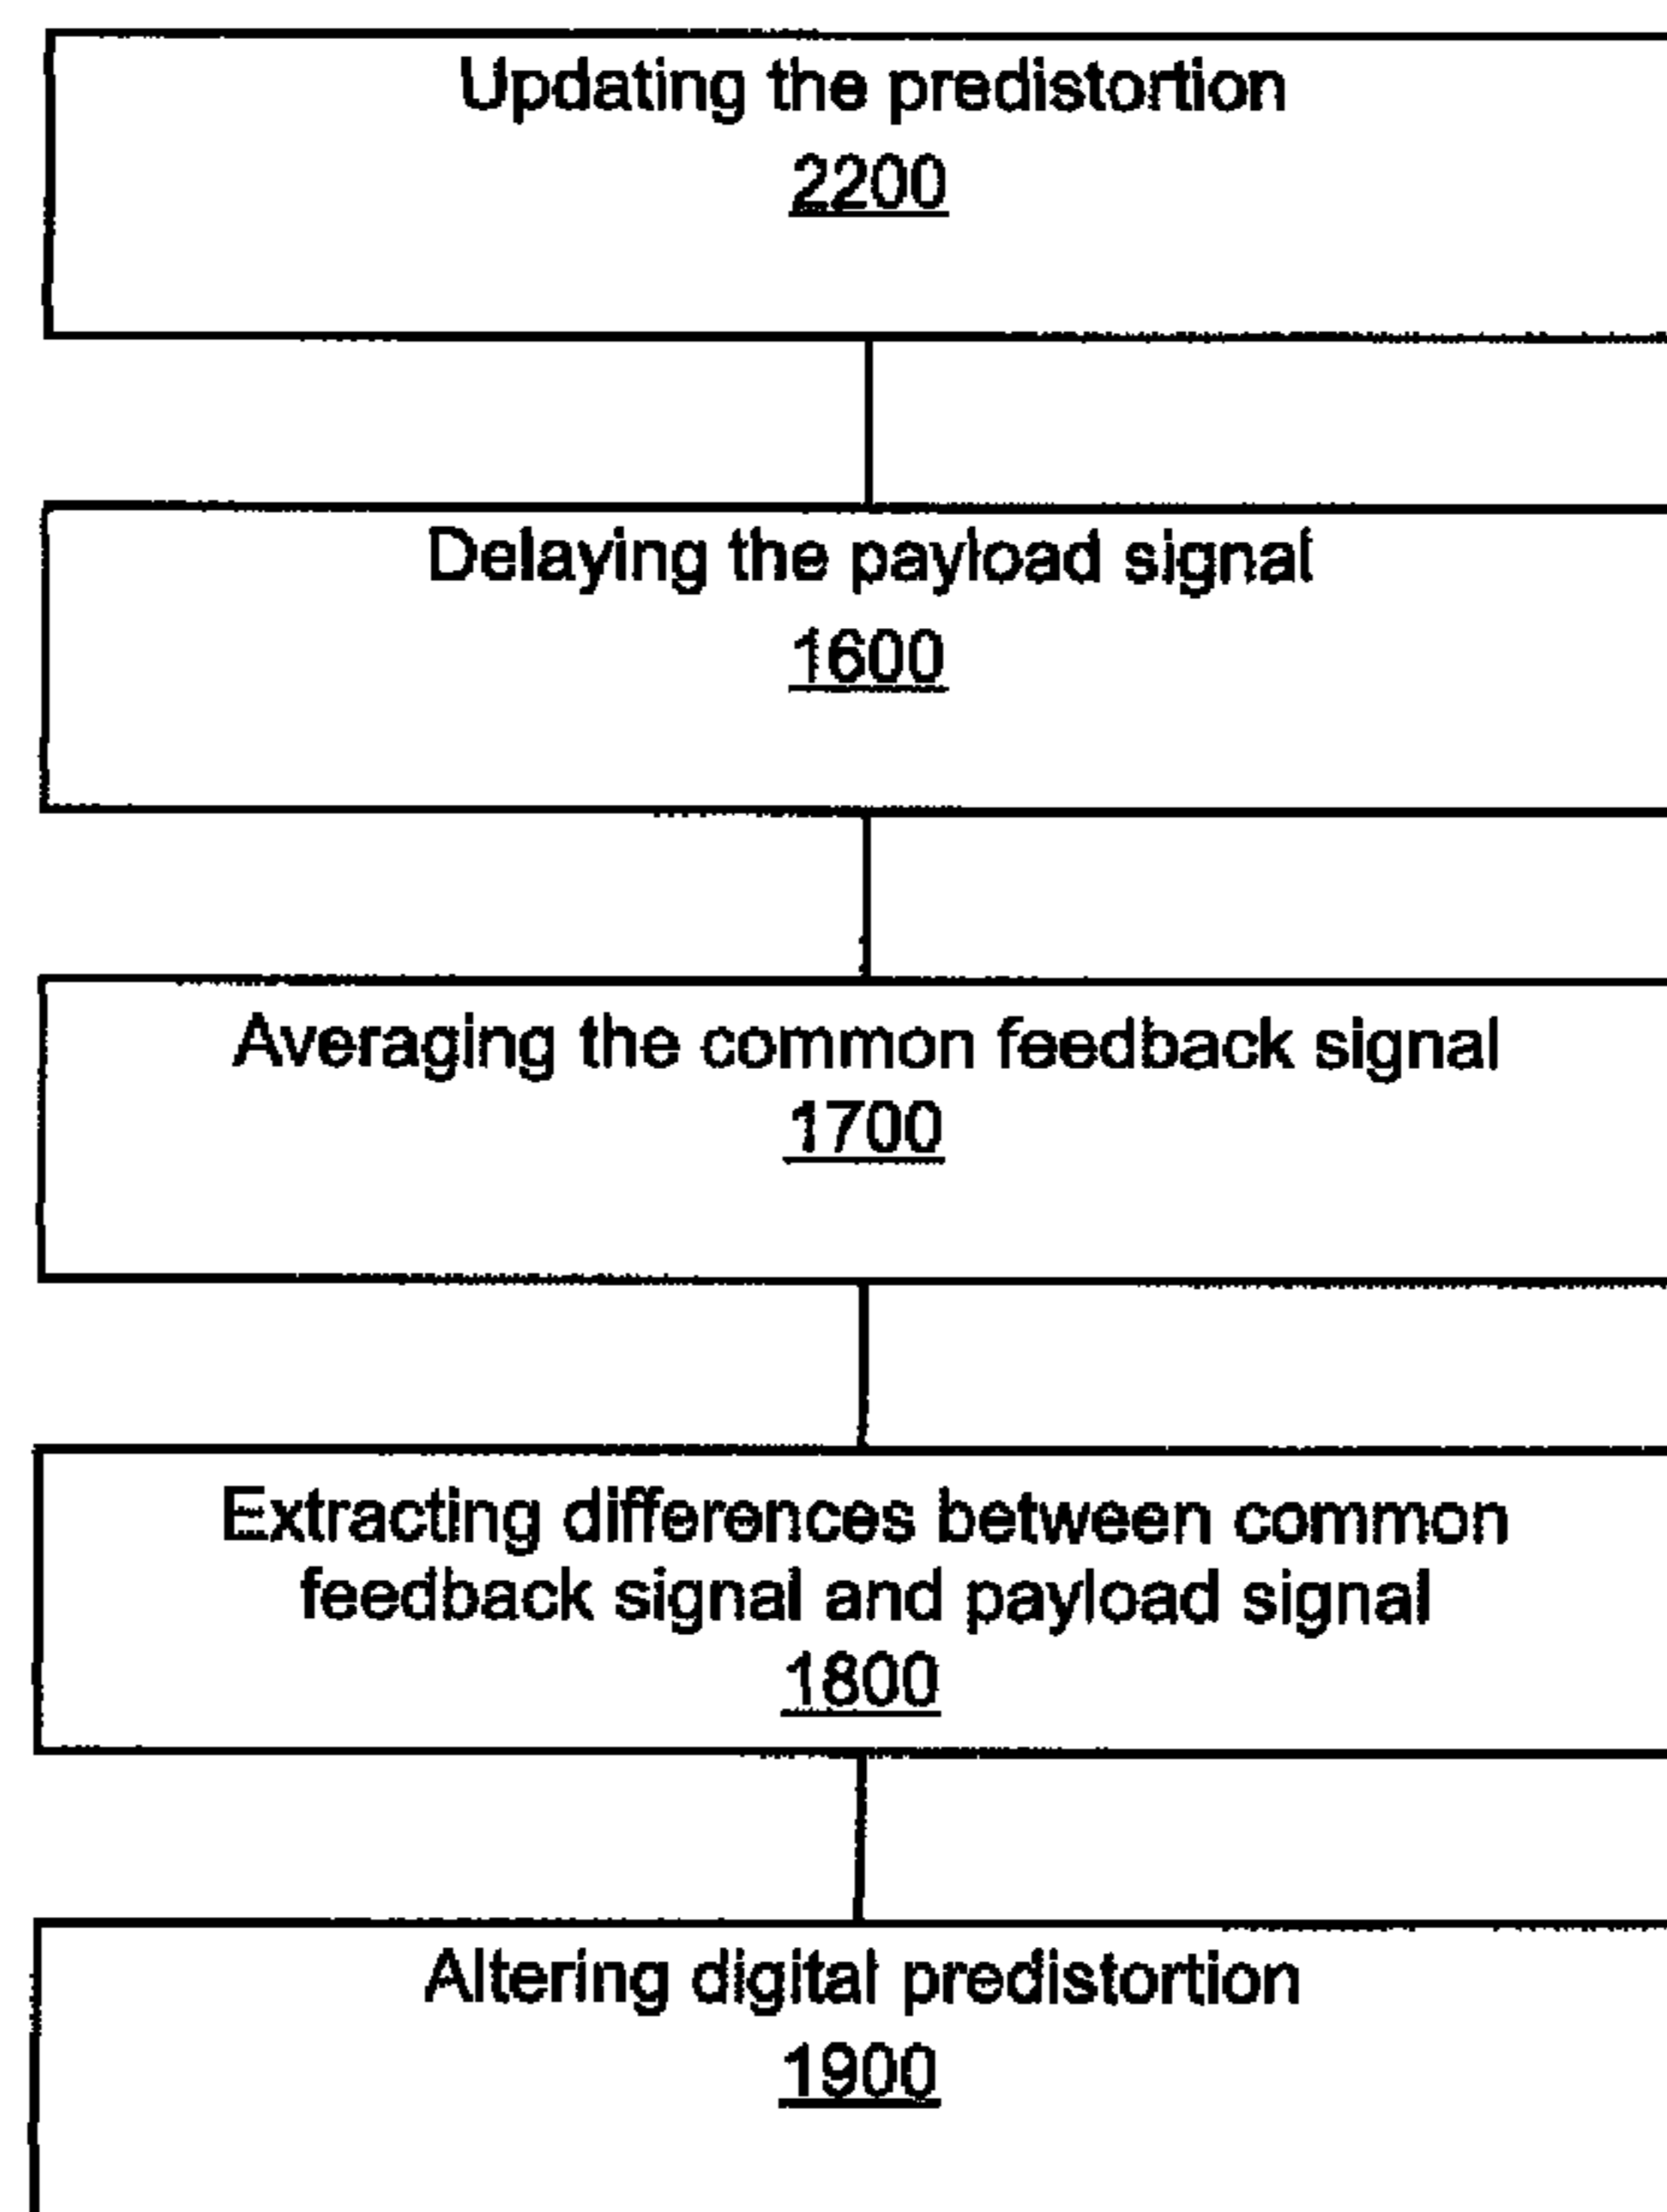 Updating the predistortion
2200
Delaying the payload signal
1600
Averaging the common feedback signal
1700
Extracting differences between common
feedback signal and payload signal
1800
Altering digital predistortion
1900